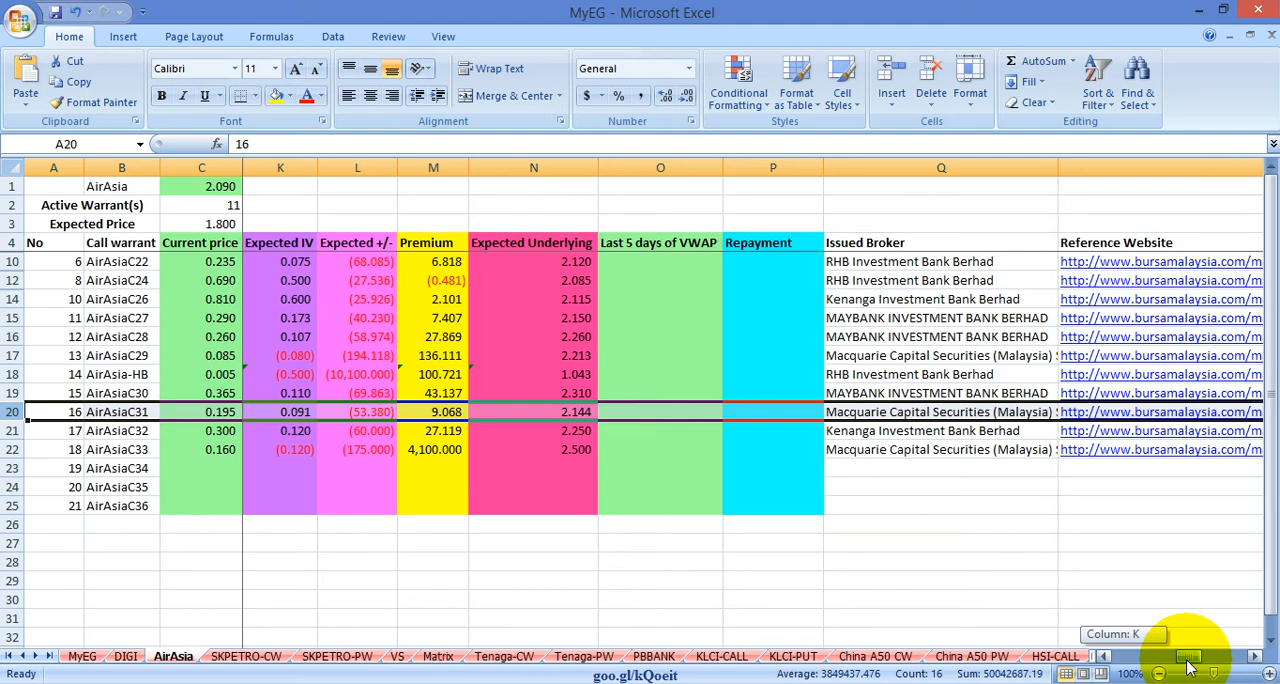 MyEG - Microsoft Excel
Home Insert Page Layout Formulas Data Review View
Paste
Cut
Copy
Format Painter
Clipboard
Calibri 11
B I U
Font
Wrap Text
Merge & Center
Alignment
General
$ % ,
Number
Conditional Formatting
Format as Table
Cell Styles
Styles
Insert Delete Format
Cells
AutoSum
Fill
Clear
Sort & Filter
Find & Select
Editing
A20 fx 16
A B C K L M N O P Q
1 AirAsia 2.090
2 Active Warrant(s) 11
3 Expected Price 1.800
4 No Call warrant Current price Expected IV Expected +/- Premium Expected Underlying Last 5 days of VWAP Repayment Issued Broker Reference Website
10 6 AirAsiaC22 0.235 0.075 (68.085) 6.818 2.120 RHB Investment Bank Berhad http://www.bursamalaysia.com/m
12 8 AirAsiaC24 0.690 0.500 (27.536) (0.481) 2.085 RHB Investment Bank Berhad http://www.bursamalaysia.com/m
14 10 AirAsiaC26 0.810 0.600 (25.926) 2.101 2.115 Kenanga Investment Bank Berhad http://www.bursamalaysia.com/m
15 11 AirAsiaC27 0.290 0.173 (40.230) 7.407 2.150 MAYBANK INVESTMENT BANK BERHAD http://www.bursamalaysia.com/m
16 12 AirAsiaC28 0.260 0.107 (58.974) 27.869 2.260 MAYBANK INVESTMENT BANK BERHAD http://www.bursamalaysia.com/m
17 13 AirAsiaC29 0.085 (0.080) (194.118) 136.111 2.213 Macquarie Capital Securities (Malaysia) S http://www.bursamalaysia.com/m
18 14 AirAsia-HB 0.005 (0.500) (10,100.000) 100.721 1.043 RHB Investment Bank Berhad http://www.bursamalaysia.com/m
19 15 AirAsiaC30 0.365 0.110 (69.863) 43.137 2.310 MAYBANK INVESTMENT BANK BERHAD http://www.bursamalaysia.com/m
20 16 AirAsiaC31 0.195 0.091 (53.380) 9.068 2.144 Macquarie Capital Securities (Malaysia) S http://www.bursamalaysia.com/m
21 17 AirAsiaC32 0.300 0.120 (60.000) 27.119 2.250 Kenanga Investment Bank Berhad http://www.bursamalaysia.com/m
22 18 AirAsiaC33 0.160 (0.120) (175.000) 4,100.000 2.500 Macquarie Capital Securities (Malaysia) S http://www.bursamalaysia.com/m
23 19 AirAsiaC34
24 20 AirAsiaC35
25 21 AirAsiaC36
26
27
28
29
30
31
32
Column: K
MyEG DIGI AirAsia SKPETRO-CW SKPETRO-PW VS Matrix Tenaga-CW Tenaga-PW PBBANK KLCI-CALL KLCI-PUT China A50 CW China A50 PW HSI-CALL
Ready goo.gl/kQoeit Average: 3849437.476 Count: 16 Sum: 50042687.19 100%